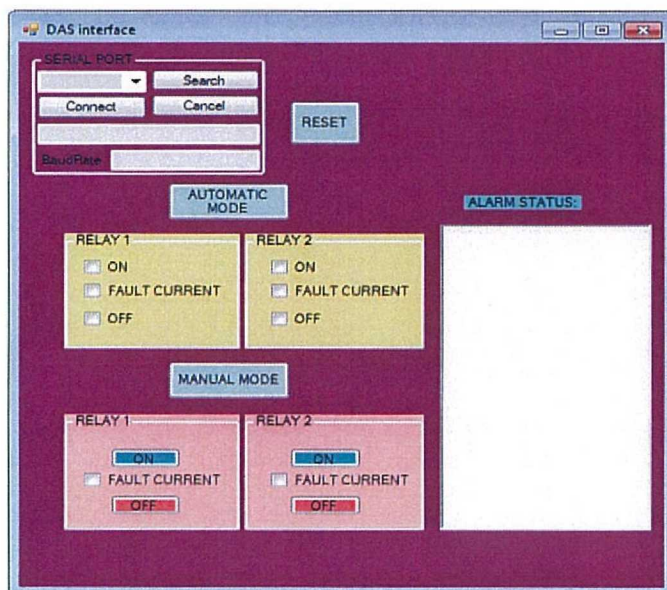 DAS interface
SERIAL PORT
Search
Connect
Cancel
BaudRate
RESET
AUTOMATIC
MODE
ALARM STATUS:
RELAY 1
RELAY 2
ON
ON
FAULT CURRENT
FAULT CURRENT
OFF
OFF
MANUAL MODE
RELAY 1
RELAY 2
ON
ON
FAULT CURRENT
FAULT CURRENT
OFF
OFF